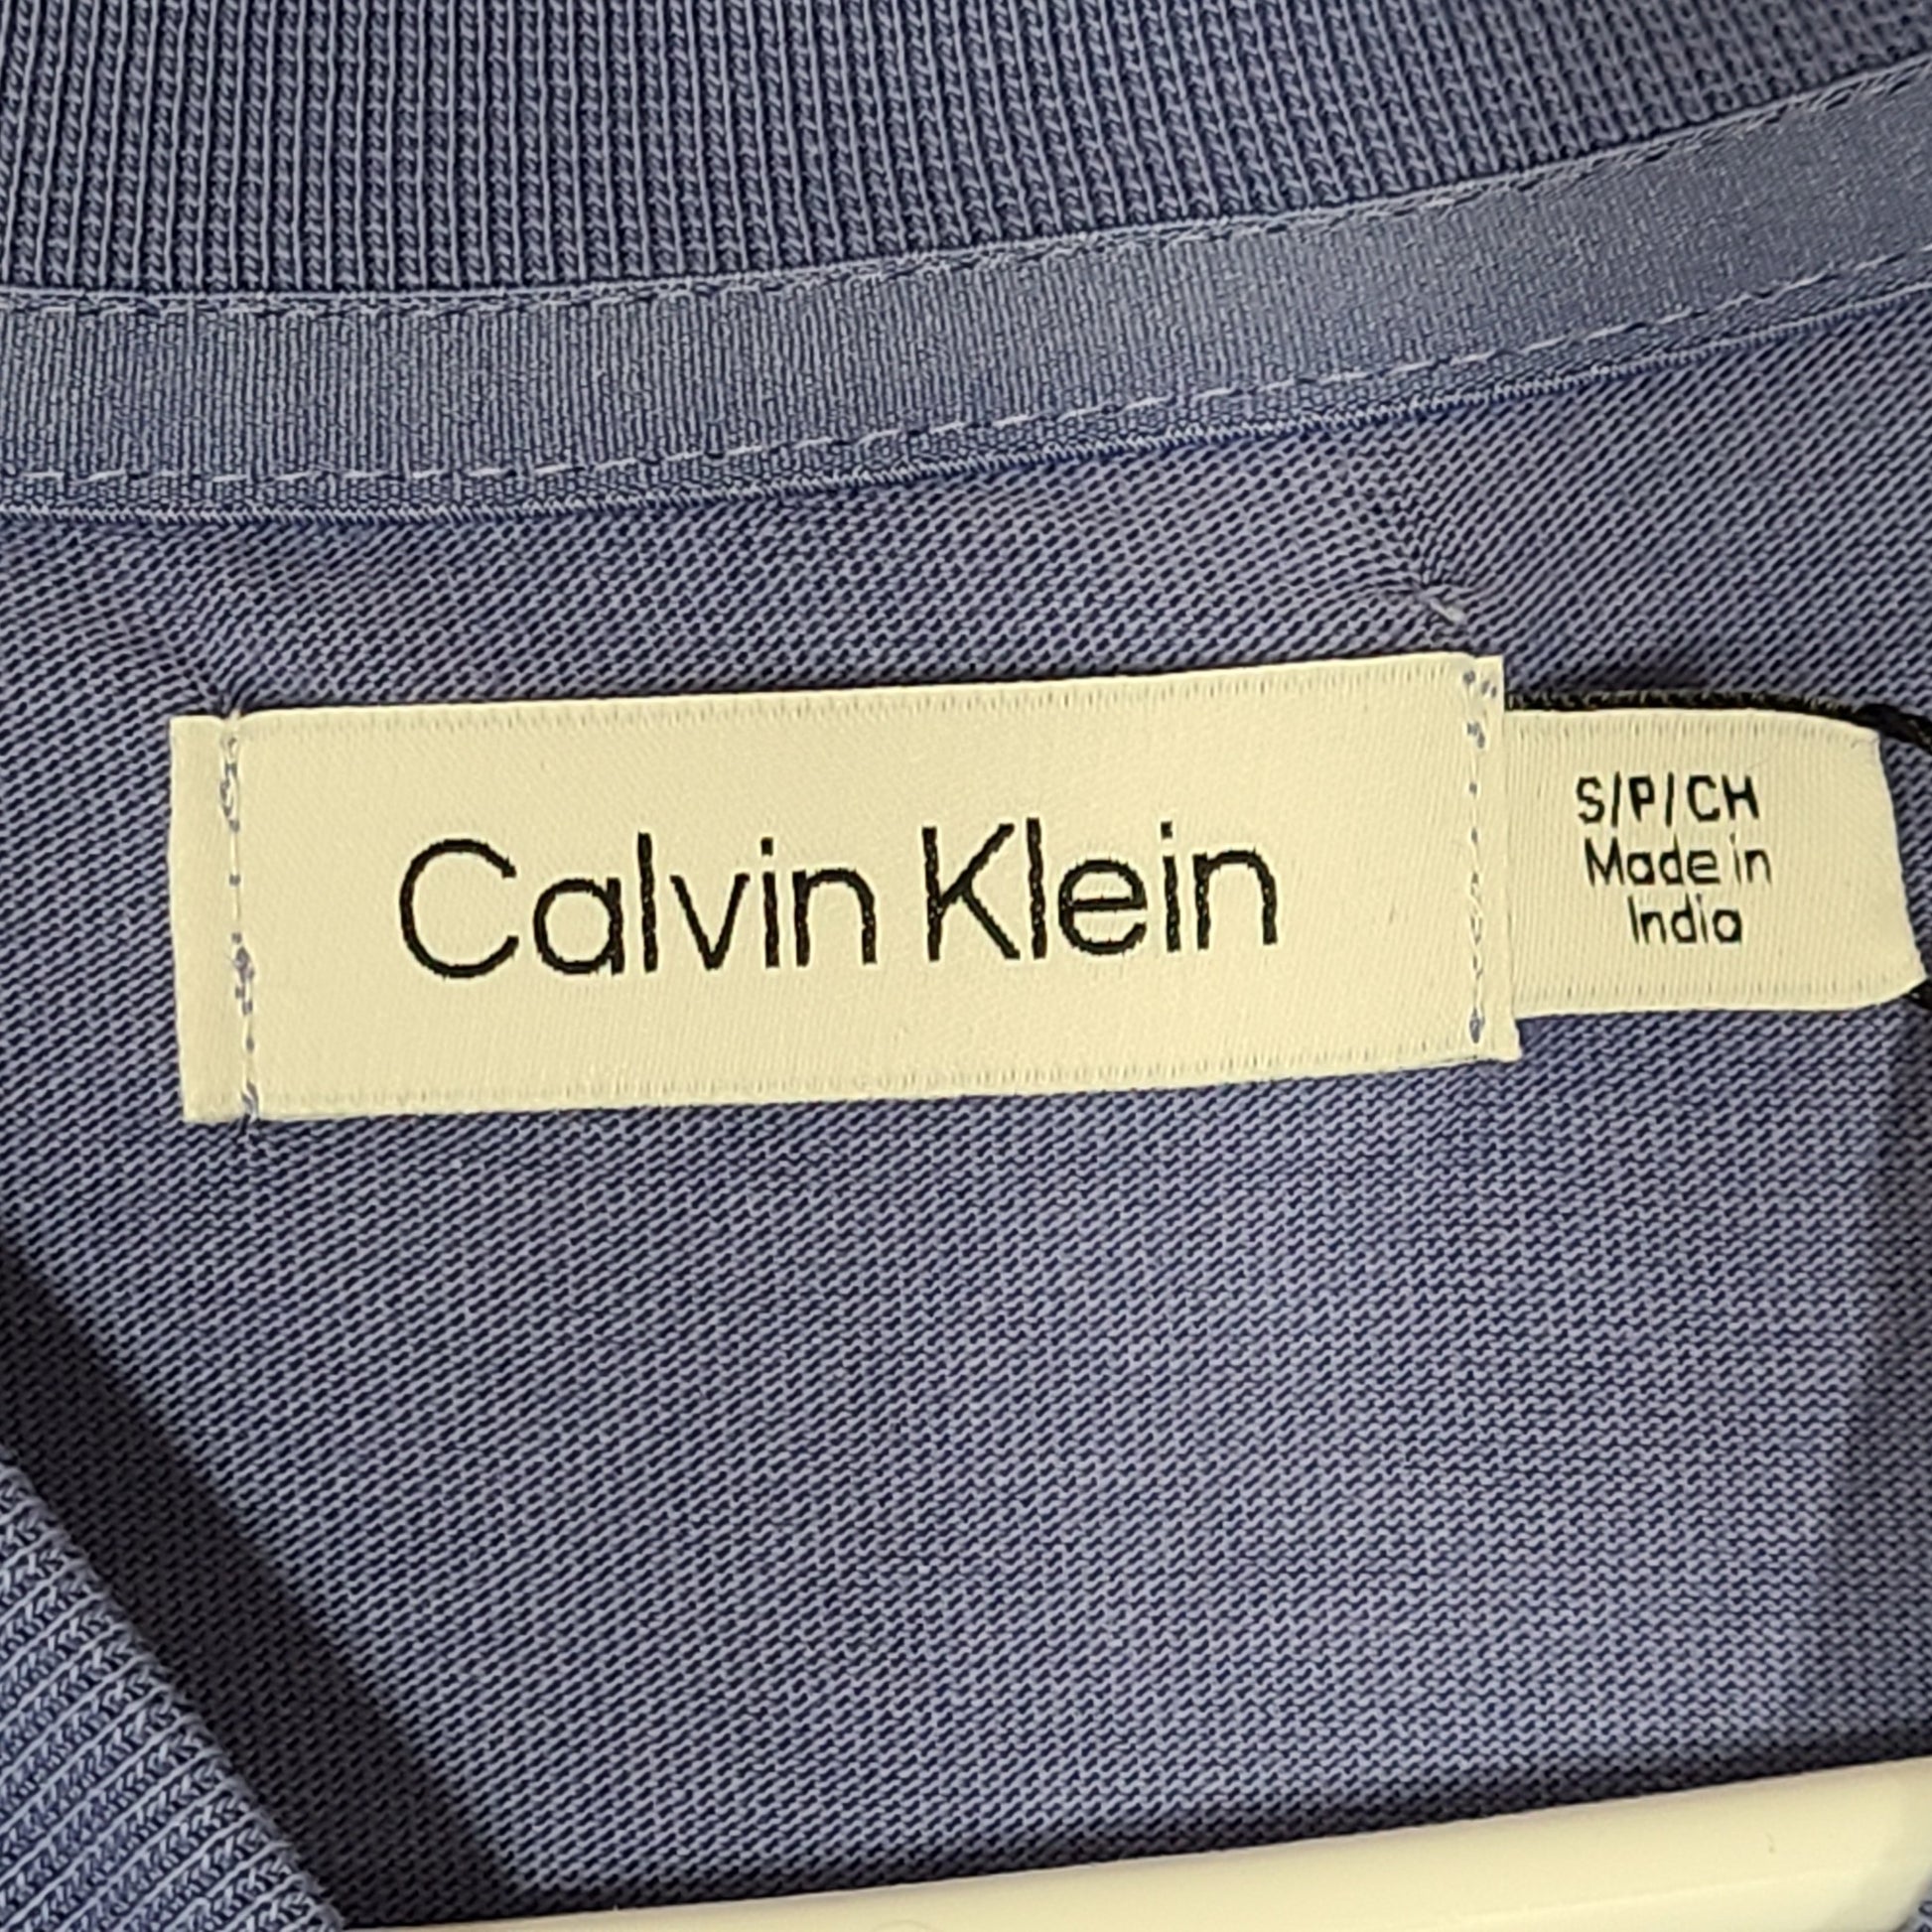 Calvin Klein
S/P/CH
Made in
India